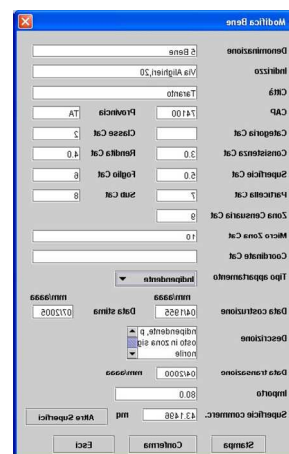 Modifica Bene
Denominazione 5 Bene
Indirizzo Via Alighieri,20
Città Taranto
CAP 74100 Provincia TA
Categoria Cat Classe Cat 2
Consistenza Cat 3.0 Rendita Cat 4.0
Superficie Cat 5.0 Foglio Cat 6
Particella Cat 7 Sub Cat 8
Zona Censuaria Cat 9
Micro Zona Cat 10
Coordinate Cat
Tipo appartamento Indipendente
mm/aaaa mm/aaaa
Data costruzione 04/1955 Data stima 07/2005
Descrizione ndipendente, p
osto in zona sig
norile
Data transazione 04/2000 mm/aaaa
Importo 80.0
Superficie commerc. 43.1496 mq Altre Superfici
Stampa Conferma Esci